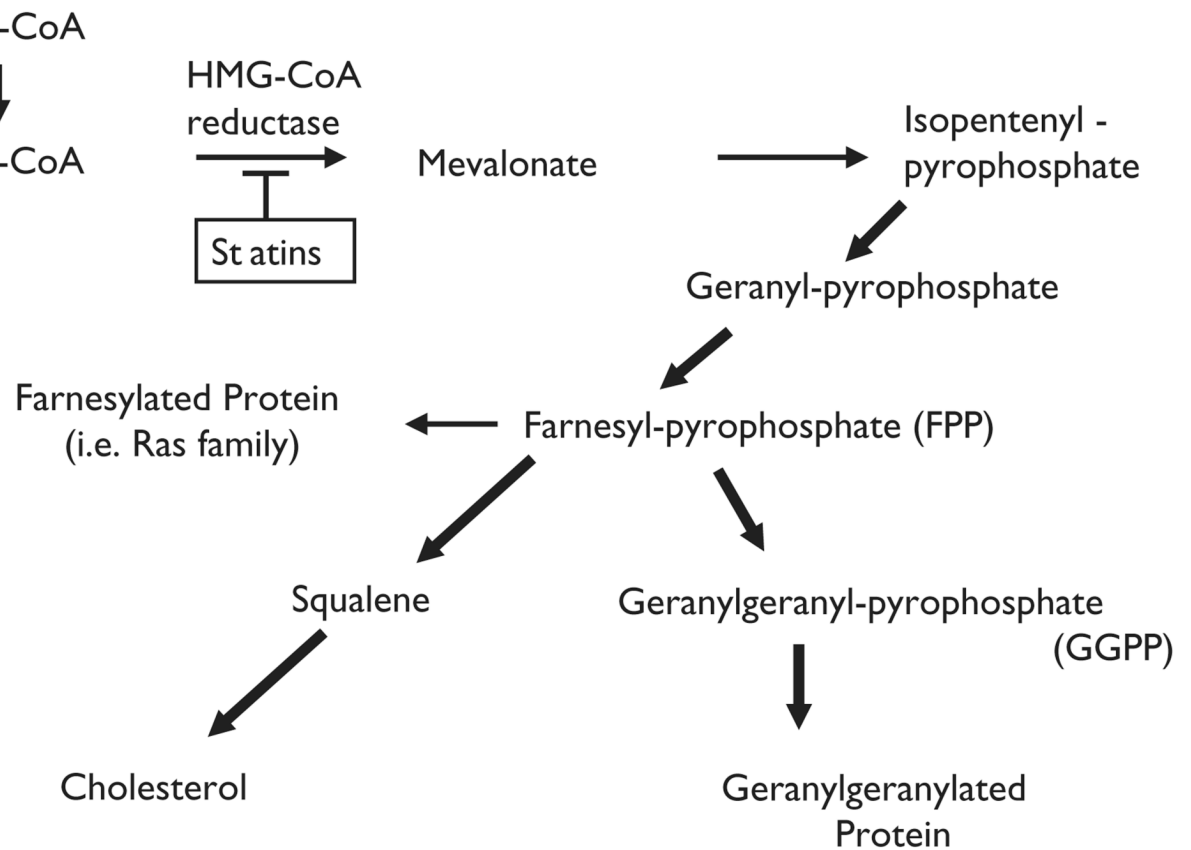 -CoA
HMG-CoA
reductase
-CoA
Mevalonate
Isopentenyl -
pyrophosphate
St atins
Geranyl-pyrophosphate
Farnesylated Protein
(i.e. Ras family)
Farnesyl-pyrophosphate (FPP)
Squalene
Geranylgeranyl-pyrophosphate
(GGPP)
Cholesterol
Geranylgeranylated
Protein